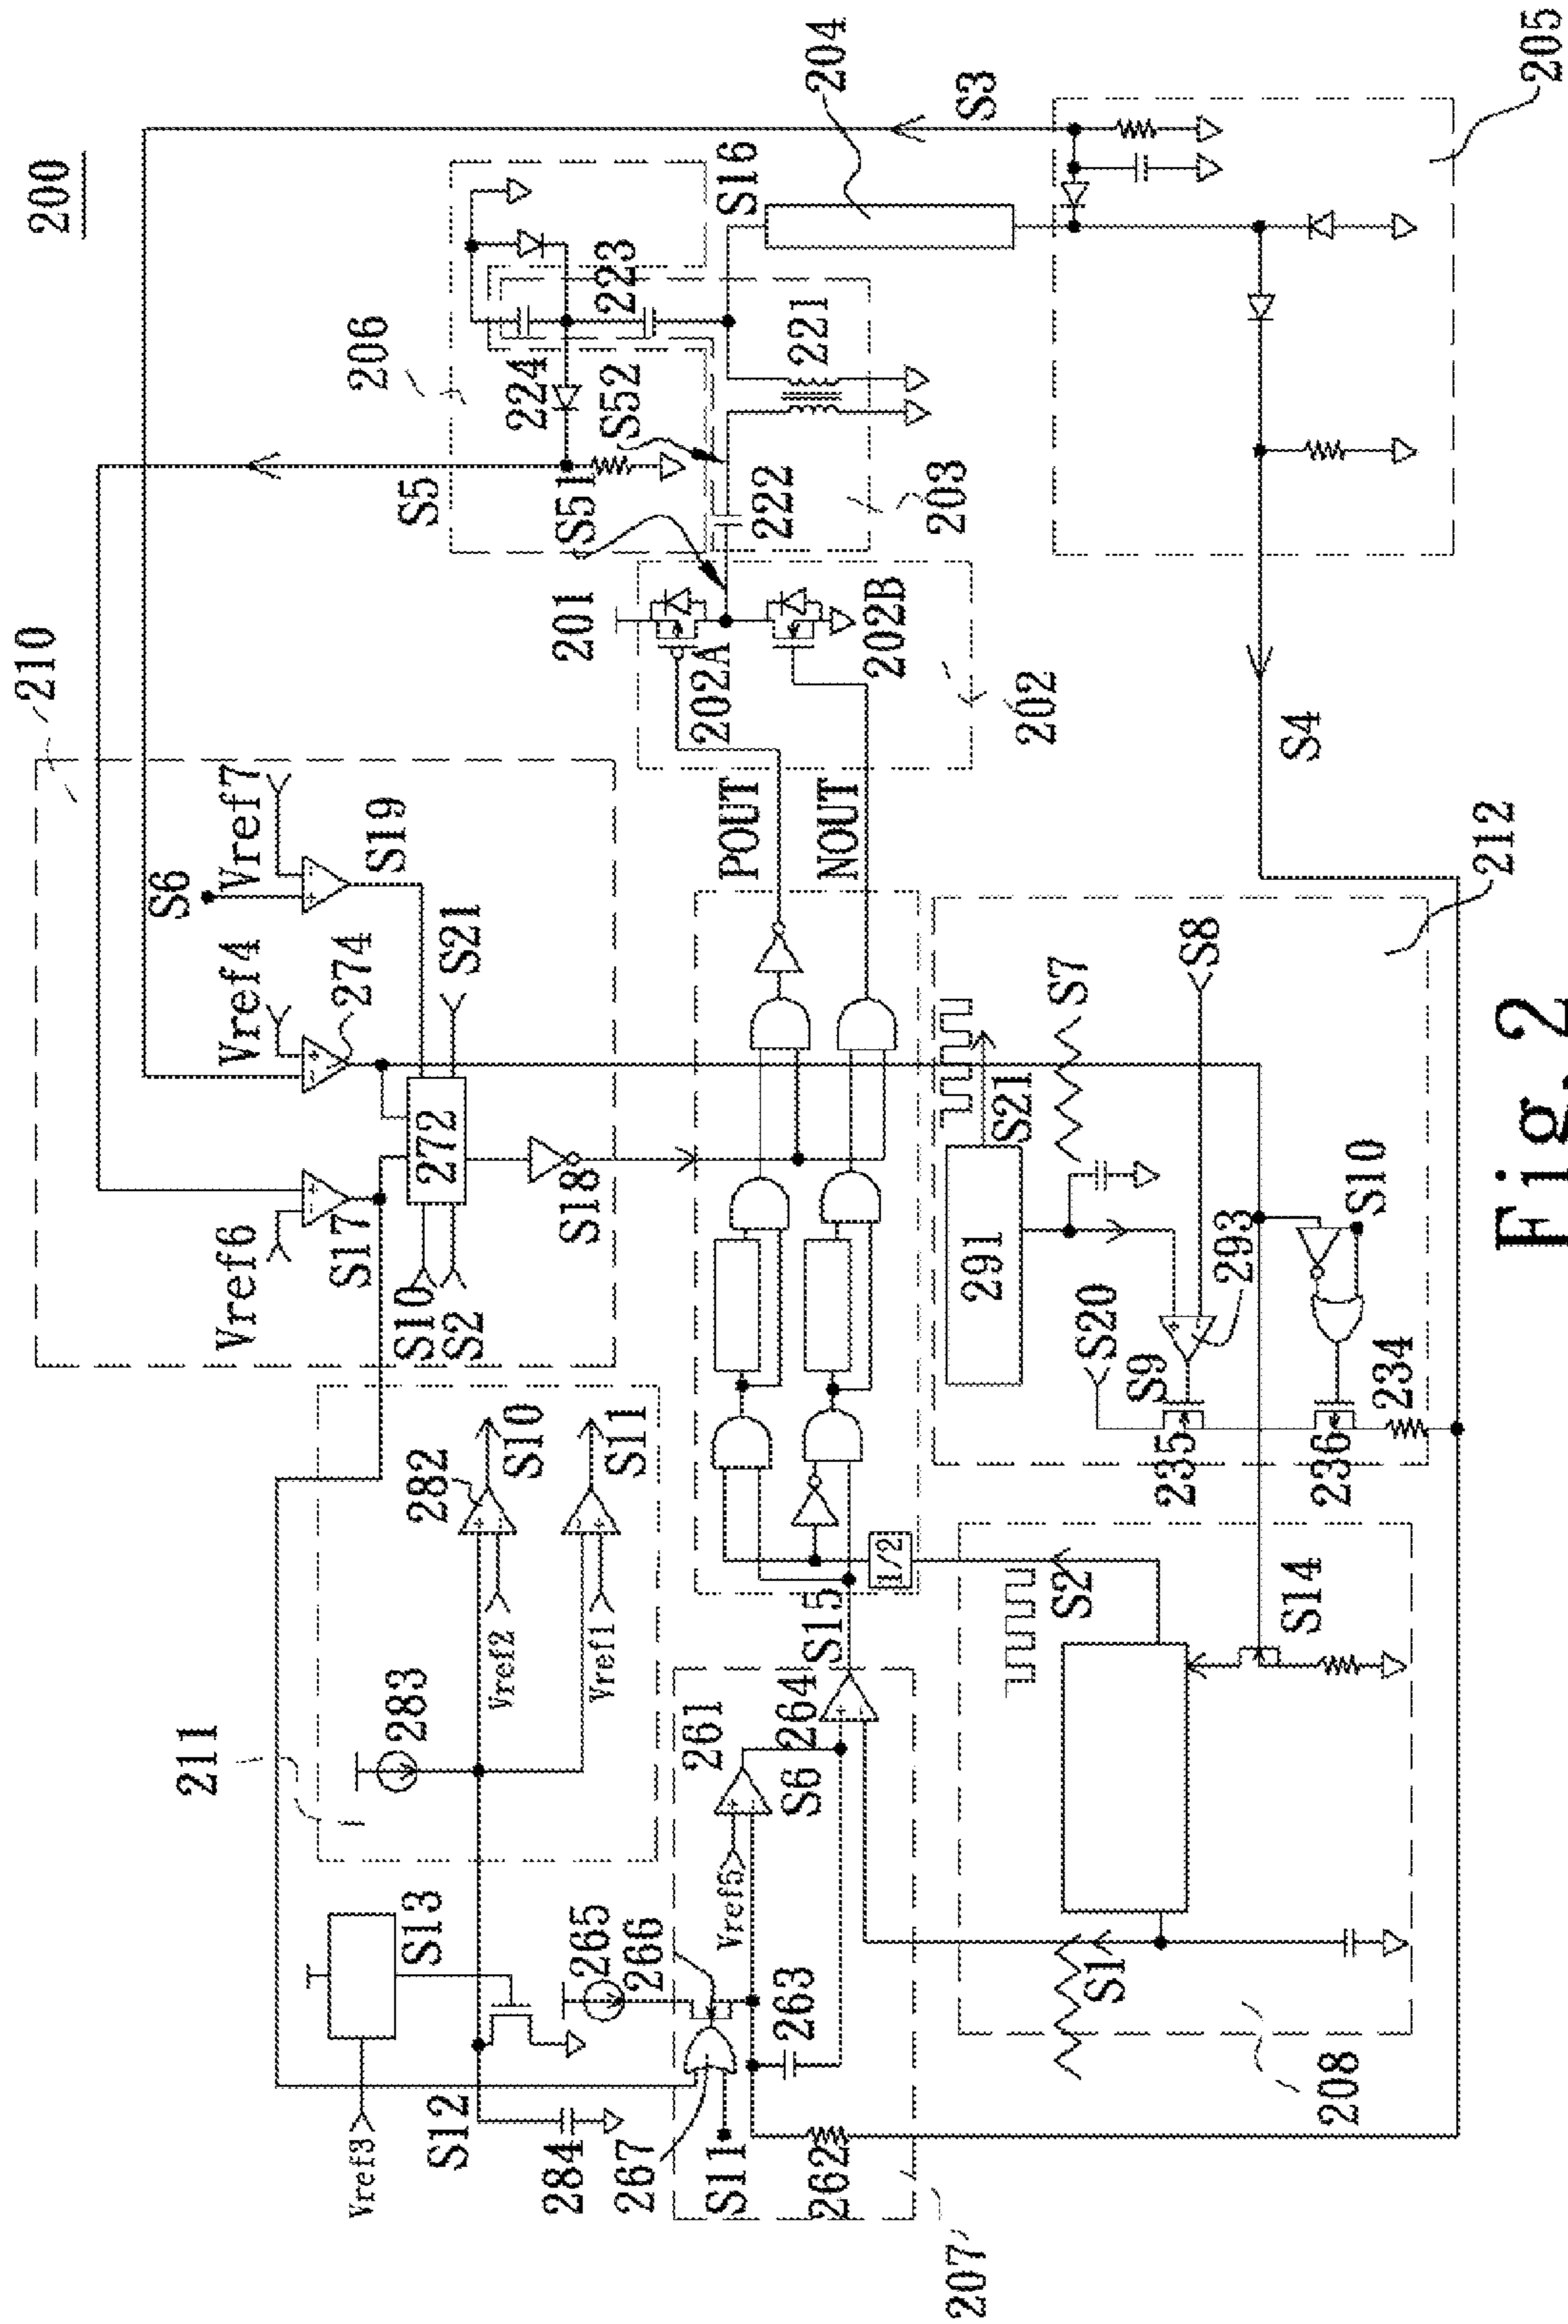 200
210
Vref6
S17
S10
S2
272
S18
Vref4
274
S21
S6
Vref7
S19
S5
206
224
223
S52
S51
S16
204
S3
205
221
222
203
201
202A
202B
202
POUT
NOUT
S4
212
211
Vref3
S13
S12
284
283
Vref2
Vref1
282
S10
S11
265
266
267
S11
262
263
Vref5
261
S6
264
S15
207
1/2
S1
208
S2
S14
291
S21
S7
S8
S20
S9
293
235
236
234
S10
Fig. 2